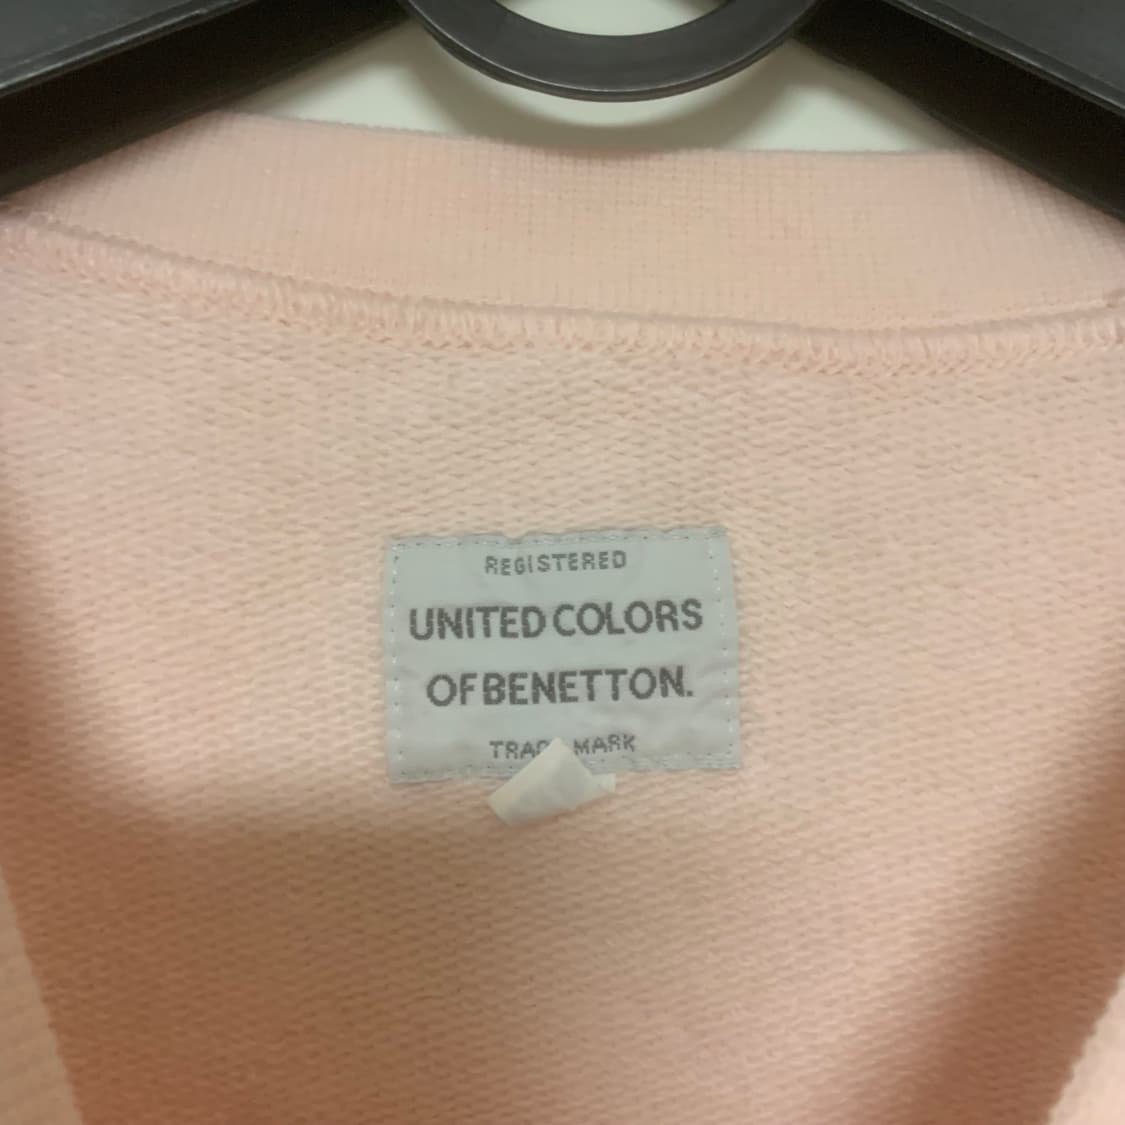 REGISTERED
UNITED COLORS
OF BENETTON.
MARK